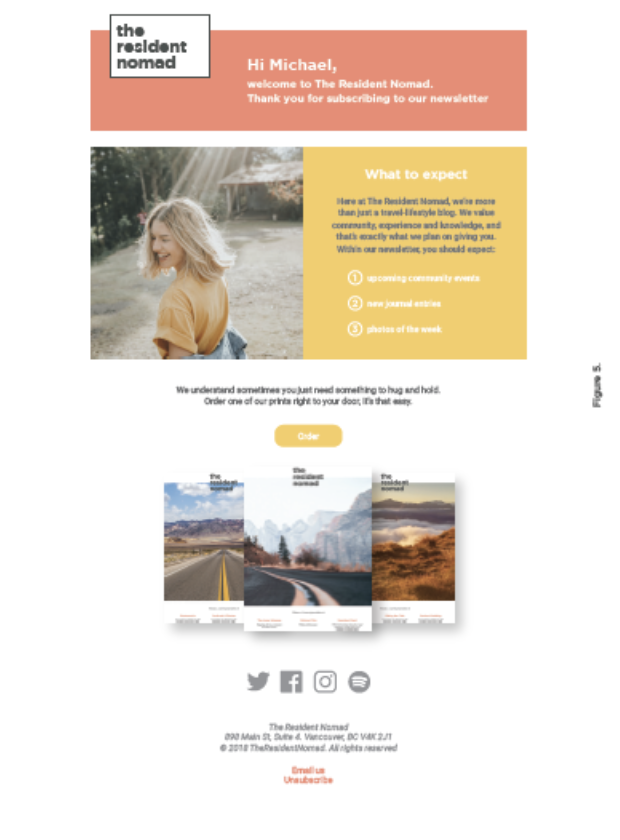 the
resident
nomad
Hi Michael,
welcome to The Resident Nomad.
Thank you for subscribing to our newsletter
What to expect
Here at The Resident Nomad, we're more
than just a travel-lifestyle blog. We value
community, experience and knowledge, and
that's exactly what we plan on giving you.
Within our newsletter, you should expect:
1 upcoming community events
2 new journal entries
3 photos of the week
Figure 5.
We understand sometimes you just need something to hug and hold.
Order one of our prints right to your door, it's that easy.
Order
the
resident
nomad
the
resident
nomad
the
resident
nomad
The Resident Nomad
898 Main St, Suite 4. Vancouver, BC V4K 2J1
© 2018 TheResidentNomad. All rights reserved
Email us
Unsubscribe